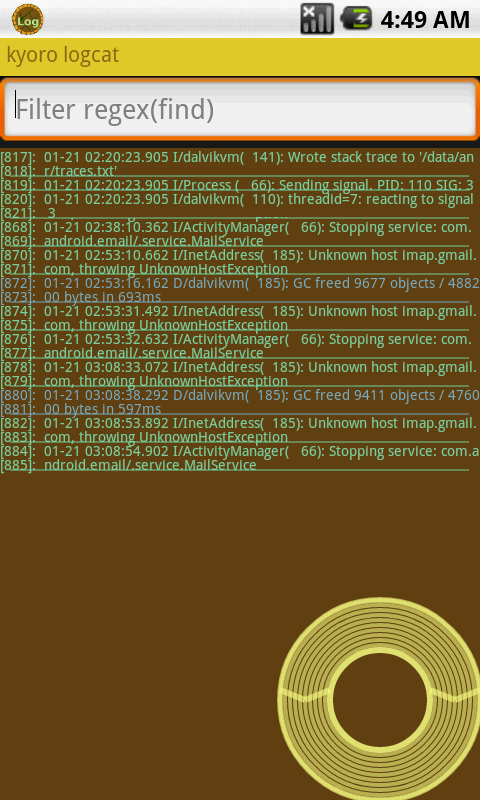 Log
4:49 AM
kyoro logcat
Filter regex(find)
[817]: 01-21 02:20:23.905 I/dalvikvm( 141): Wrote stack trace to '/data/an
[818]: r/traces.txt'
[819]: 01-21 02:20:23.905 I/Process ( 66): Sending signal. PID: 110 SIG: 3
[820]: 01-21 02:20:23.905 I/dalvikvm( 110): threadid=7: reacting to signal
[821]: 3
[868]: 01-21 02:38:10.362 I/ActivityManager( 66): Stopping service: com.
[869]: android.email/.service.MailService
[870]: 01-21 02:53:10.662 I/InetAddress( 185): Unknown host imap.gmail.
[871]: com, throwing UnknownHostException
[872]: 01-21 02:53:16.162 D/dalvikvm( 185): GC freed 9677 objects / 4882
[873]: 00 bytes in 693ms
[874]: 01-21 02:53:31.492 I/InetAddress( 185): Unknown host imap.gmail.
[875]: com, throwing UnknownHostException
[876]: 01-21 02:53:32.632 I/ActivityManager( 66): Stopping service: com.
[877]: android.email/.service.MailService
[878]: 01-21 03:08:33.072 I/InetAddress( 185): Unknown host imap.gmail.
[879]: com, throwing UnknownHostException
[880]: 01-21 03:08:38.292 D/dalvikvm( 185): GC freed 9411 objects / 4760
[881]: 00 bytes in 597ms
[882]: 01-21 03:08:53.892 I/InetAddress( 185): Unknown host imap.gmail.
[883]: com, throwing UnknownHostException
[884]: 01-21 03:08:54.902 I/ActivityManager( 66): Stopping service: com.a
[885]: ndroid.email/.service.MailService